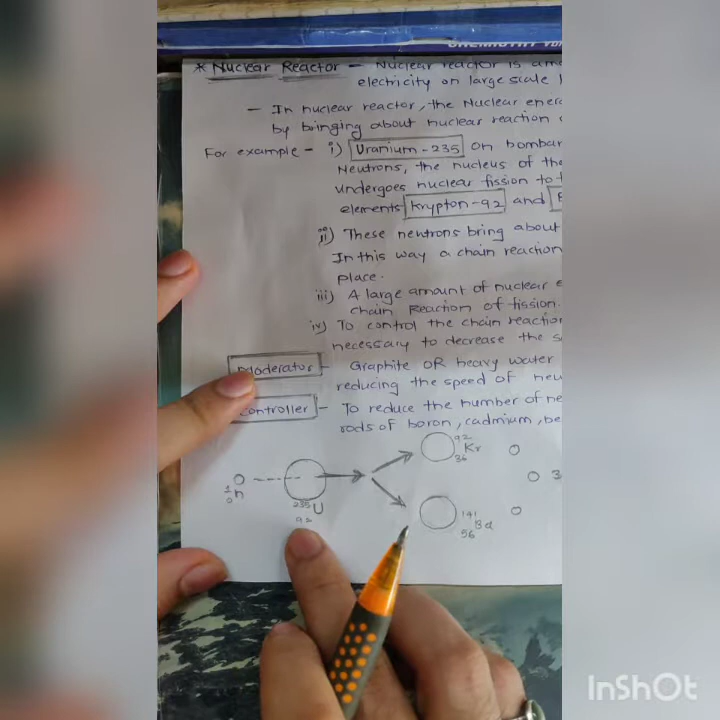 * Nuclear Reactor - Nuclear reactor is a
electricity on large scale
- In nuclear reactor, the Nuclear
by bringing about nuclear reaction
For example - i) Uranium-235 on
Neutrons, the nucleus of the
undergoes nuclear fission to
elements Krypton-92 and
ii) These neutrons bring about
In this way a chain reaction
place.
iii) A large amount of nuclear
chain Reaction of fission.
iv) To control the chain reaction
necessary to decrease the
Moderator - Graphite OR heavy water
reducing the speed of
Controller - To reduce the number of
rods of boron, cadmium,
92
36 Kr
1
0 n
235
92 U
3
141
56 Ba
InShOt